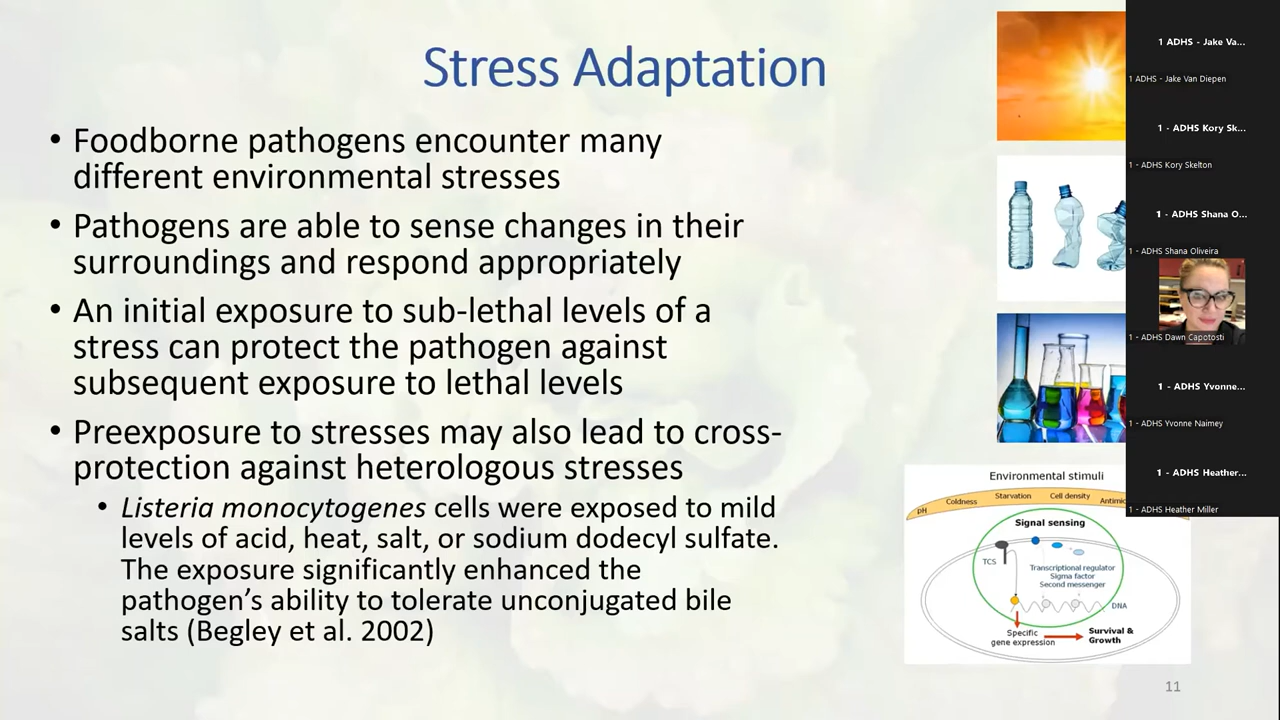 Stress Adaptation
• Foodborne pathogens encounter many
different environmental stresses
• Pathogens are able to sense changes in their
surroundings and respond appropriately
• An initial exposure to sub-lethal levels of a
stress can protect the pathogen against
subsequent exposure to lethal levels
• Preexposure to stresses may also lead to cross-
protection against heterologous stresses
• Listeria monocytogenes cells were exposed to mild
levels of acid, heat, salt, or sodium dodecyl sulfate.
The exposure significantly enhanced the
pathogen’s ability to tolerate unconjugated bile
salts (Begley et al. 2002)
Environmental stimuli
pH
Coldness
Starvation
Cell density
Antimic
Signal sensing
TCS
Transcriptional regulator
Sigma factor
Second messenger
DNA
Specific
gene expression
Survival &
Growth
11
1 ADHS - Jake Va...
1 ADHS - Jake Van Diepen
1 - ADHS Kory Sk...
1 - ADHS Kory Skelton
1 - ADHS Shana O...
1 - ADHS Shana Oliveira
1 - ADHS Dawn Capotosti
1 - ADHS Yvonne...
1 - ADHS Yvonne Naimey
1 - ADHS Heather...
1 - ADHS Heather Miller